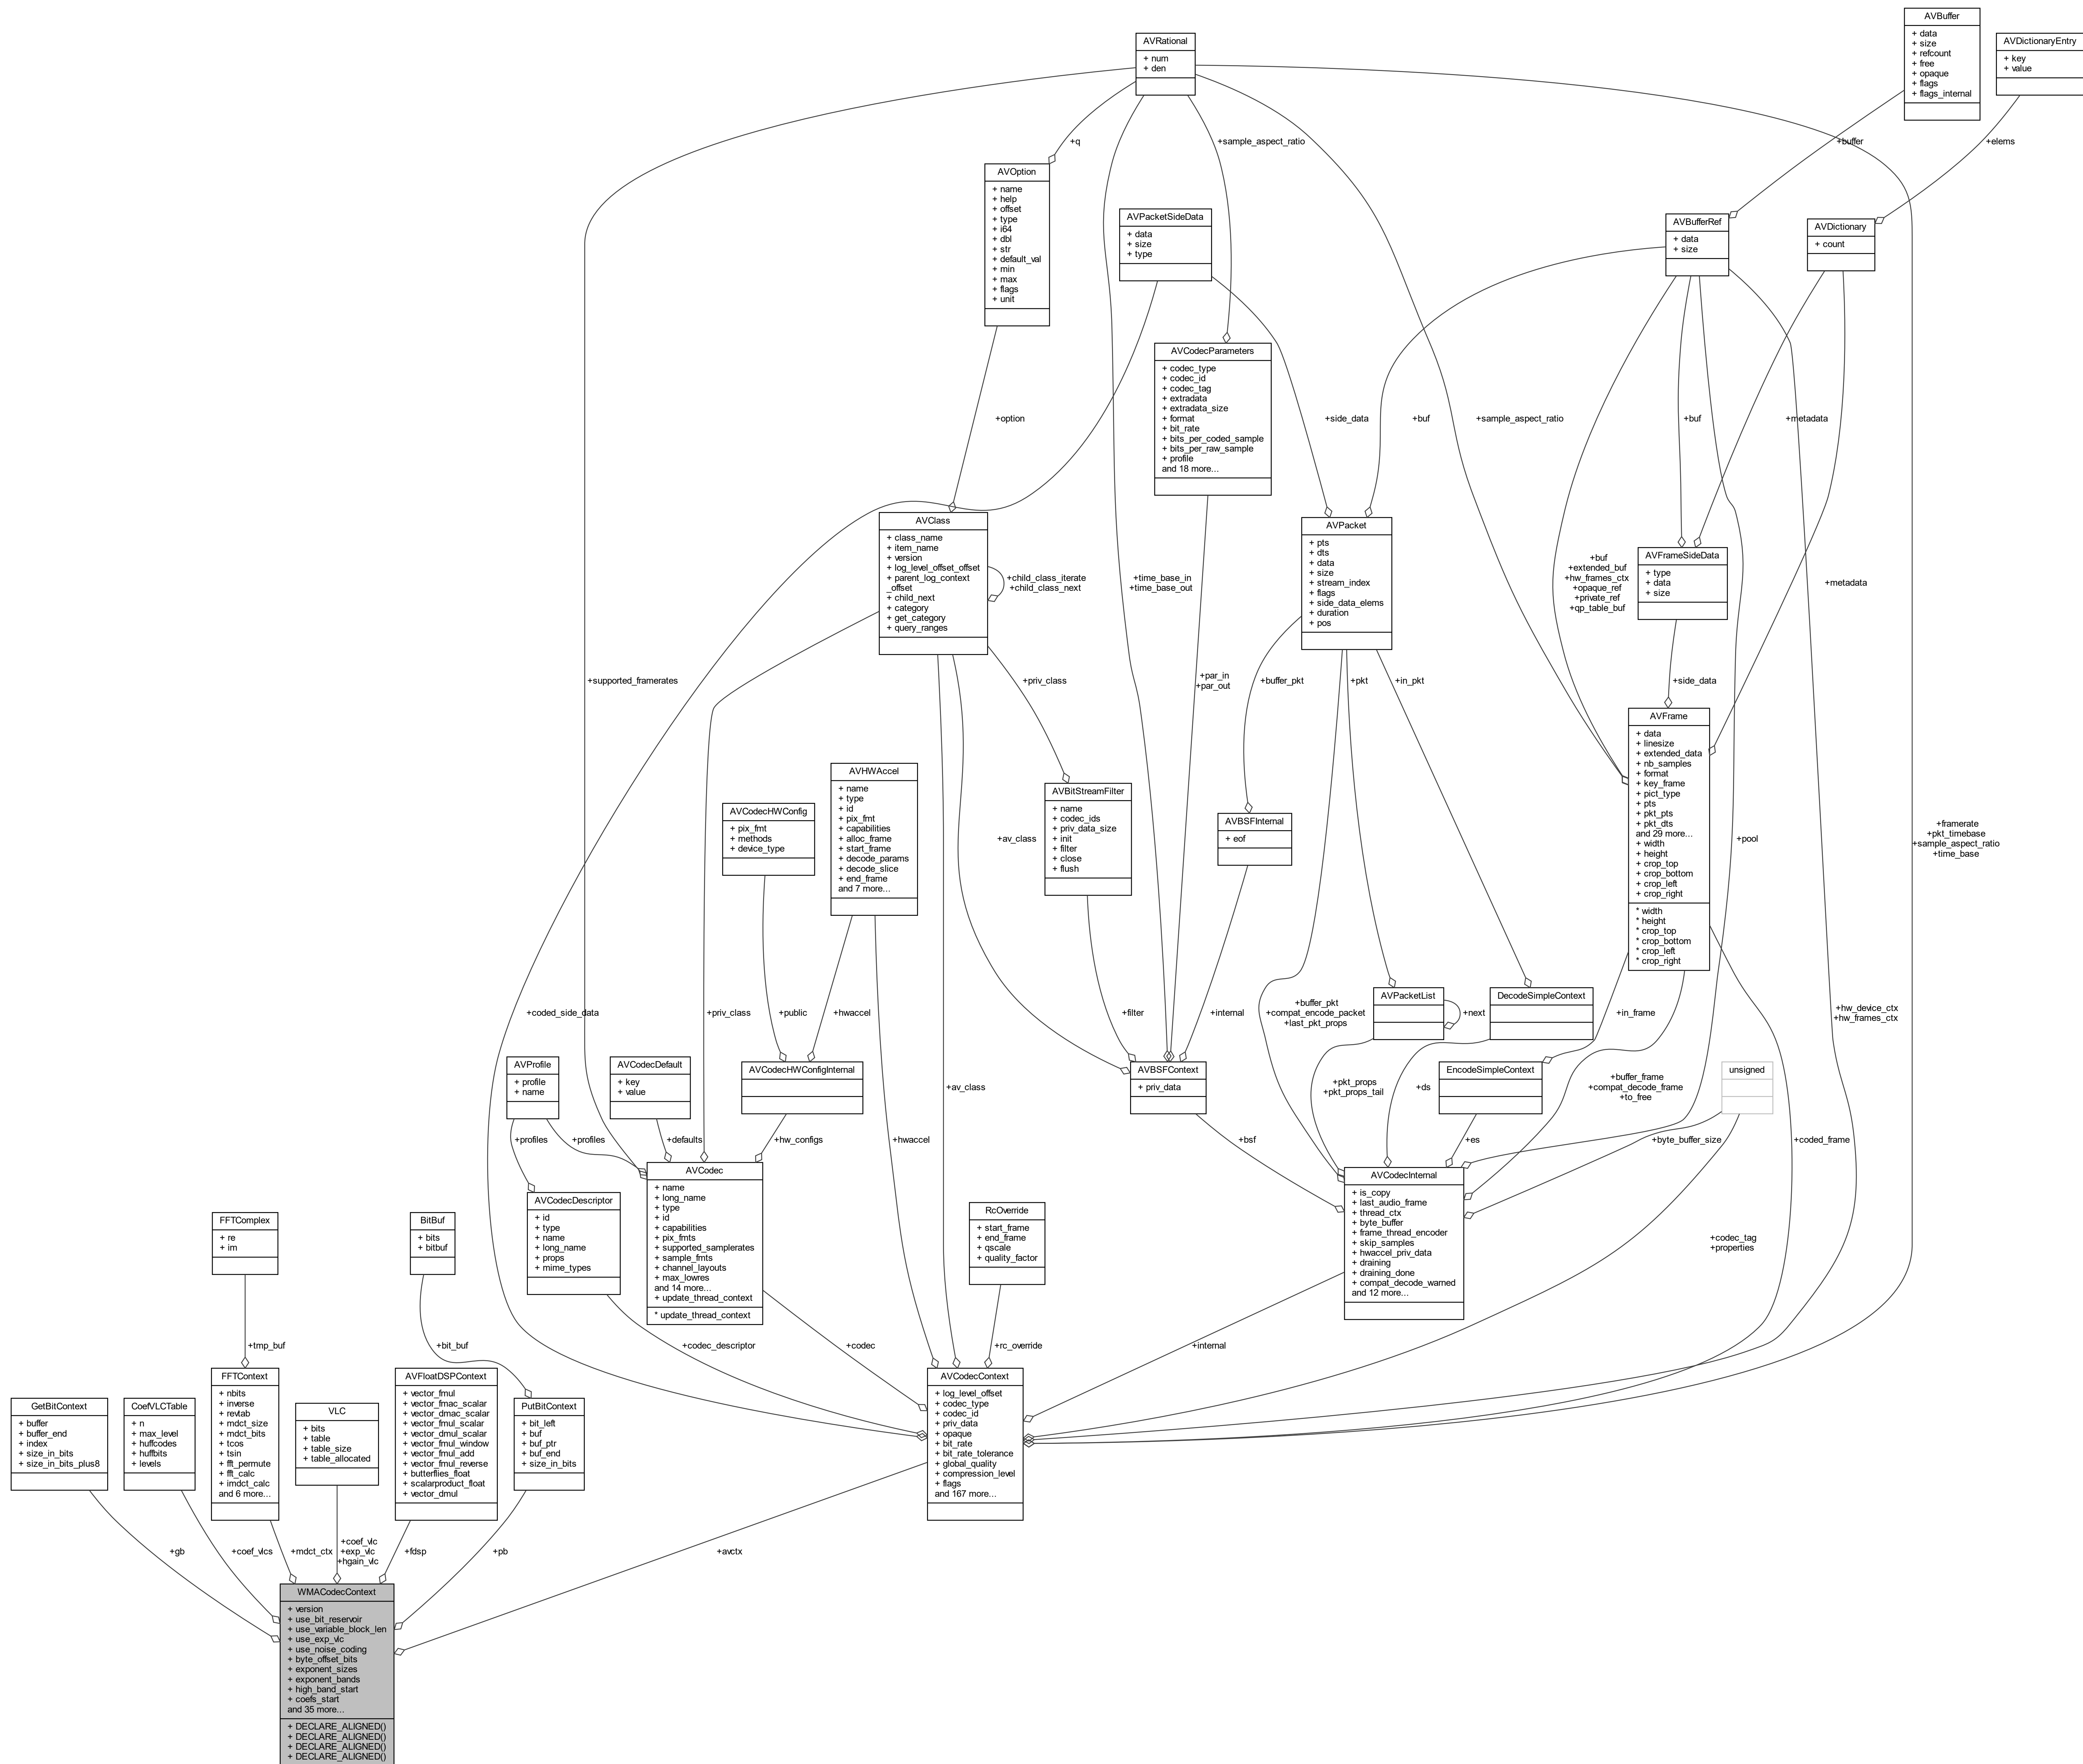 AVBuffer
+ data
+ size
+ refcount
+ free
+ opaque
+ flags
+ flags_internal
AVRational
+ num
+ den
AVDictionaryEntry
+ key
+ value
+q
+sample_aspect_ratio
+buffer
+elems
AVOption
+ name
+ help
+ offset
+ type
+ i64
+ dbl
+ str
+ default_val
+ min
+ max
+ flags
+ unit
AVPacketSideData
+ data
+ size
+ type
AVBufferRef
+ data
+ size
AVDictionary
+ count
AVCodecParameters
+ codec_type
+ codec_id
+ codec_tag
+ extradata
+ extradata_size
+ format
+ bit_rate
+ bits_per_coded_sample
+ bits_per_raw_sample
+ profile
and 18 more...
+option
+side_data
+buf
+sample_aspect_ratio
+buf
+metadata
AVClass
+ class_name
+ item_name
+ version
+ log_level_offset_offset
+ parent_log_context
_offset
+ child_next
+ category
+ get_category
+ query_ranges
+child_class_iterate
+child_class_next
+time_base_in
+time_base_out
AVPacket
+ pts
+ dts
+ data
+ size
+ stream_index
+ flags
+ side_data_elems
+ duration
+ pos
+buf
+extended_buf
+hw_frames_ctx
+opaque_ref
+private_ref
+qp_table_buf
AVFrameSideData
+ type
+ data
+ size
+metadata
+supported_framerates
+priv_class
+par_in
+par_out
+buffer_pkt
+pkt
+in_pkt
+side_data
AVFrame
+ data
+ linesize
+ extended_data
+ nb_samples
+ format
+ key_frame
+ pict_type
+ pts
+ pkt_pts
+ pkt_dts
and 29 more...
+ width
+ height
+ crop_top
+ crop_bottom
+ crop_left
+ crop_right
* width
* height
* crop_top
* crop_bottom
* crop_left
* crop_right
AVHWAccel
+ name
+ type
+ id
+ pix_fmt
+ capabilities
+ alloc_frame
+ start_frame
+ decode_params
+ decode_slice
+ end_frame
and 7 more...
AVCodecHWConfig
+ pix_fmt
+ methods
+ device_type
+av_class
AVBitStreamFilter
+ name
+ codec_ids
+ priv_data_size
+ init
+ filter
+ close
+ flush
AVBSFInternal
+ eof
+pool
+framerate
+pkt_timebase
+sample_aspect_ratio
+time_base
+coded_side_data
+priv_class
+public
+hwaccel
+filter
+internal
+buffer_pkt
+compat_encode_packet
+last_pkt_props
AVPacketList
+next
DecodeSimpleContext
+in_frame
+hw_device_ctx
+hw_frames_ctx
AVProfile
+ profile
+ name
AVCodecDefault
+ key
+ value
AVCodecHWConfigInternal
+av_class
AVBSFContext
+ priv_data
+pkt_props
+pkt_props_tail
+ds
EncodeSimpleContext
+buffer_frame
+compat_decode_frame
+to_free
unsigned
+profiles
+profiles
+defaults
+hw_configs
+hwaccel
+bsf
+es
+byte_buffer_size
+coded_frame
AVCodec
+ name
+ long_name
+ type
+ id
+ capabilities
+ pix_fmts
+ supported_samplerates
+ sample_fmts
+ channel_layouts
+ max_lowres
and 14 more...
+ update_thread_context
* update_thread_context
AVCodecDescriptor
+ id
+ type
+ name
+ long_name
+ props
+ mime_types
AVCodecInternal
+ is_copy
+ last_audio_frame
+ thread_ctx
+ byte_buffer
+ frame_thread_encoder
+ skip_samples
+ hwaccel_priv_data
+ draining
+ draining_done
+ compat_decode_warned
and 12 more...
FFTComplex
+ re
+ im
BitBuf
+ bits
+ bitbuf
RcOverride
+ start_frame
+ end_frame
+ qscale
+ quality_factor
+codec_tag
+properties
+tmp_buf
+bit_buf
+codec_descriptor
+codec
+rc_override
+internal
GetBitContext
+ buffer
+ buffer_end
+ index
+ size_in_bits
+ size_in_bits_plus8
CoefVLCTable
+ n
+ max_level
+ huffcodes
+ huffbits
+ levels
FFTContext
+ nbits
+ inverse
+ revtab
+ mdct_size
+ mdct_bits
+ tcos
+ tsin
+ fft_permute
+ fft_calc
+ imdct_calc
and 6 more...
VLC
+ bits
+ table
+ table_size
+ table_allocated
AVFloatDSPContext
+ vector_fmul
+ vector_fmac_scalar
+ vector_dmac_scalar
+ vector_fmul_scalar
+ vector_dmul_scalar
+ vector_fmul_window
+ vector_fmul_add
+ vector_fmul_reverse
+ butterflies_float
+ scalarproduct_float
+ vector_dmul
PutBitContext
+ bit_left
+ buf
+ buf_ptr
+ buf_end
+ size_in_bits
AVCodecContext
+ log_level_offset
+ codec_type
+ codec_id
+ priv_data
+ opaque
+ bit_rate
+ bit_rate_tolerance
+ global_quality
+ compression_level
+ flags
and 167 more...
+gb
+coef_vlcs
+mdct_ctx
+coef_vlc
+exp_vlc
+hgain_vlc
+fdsp
+pb
+avctx
WMACodecContext
+ version
+ use_bit_reservoir
+ use_variable_block_len
+ use_exp_vlc
+ use_noise_coding
+ byte_offset_bits
+ exponent_sizes
+ exponent_bands
+ high_band_start
+ coefs_start
and 35 more...
+ DECLARE_ALIGNED()
+ DECLARE_ALIGNED()
+ DECLARE_ALIGNED()
+ DECLARE_ALIGNED()